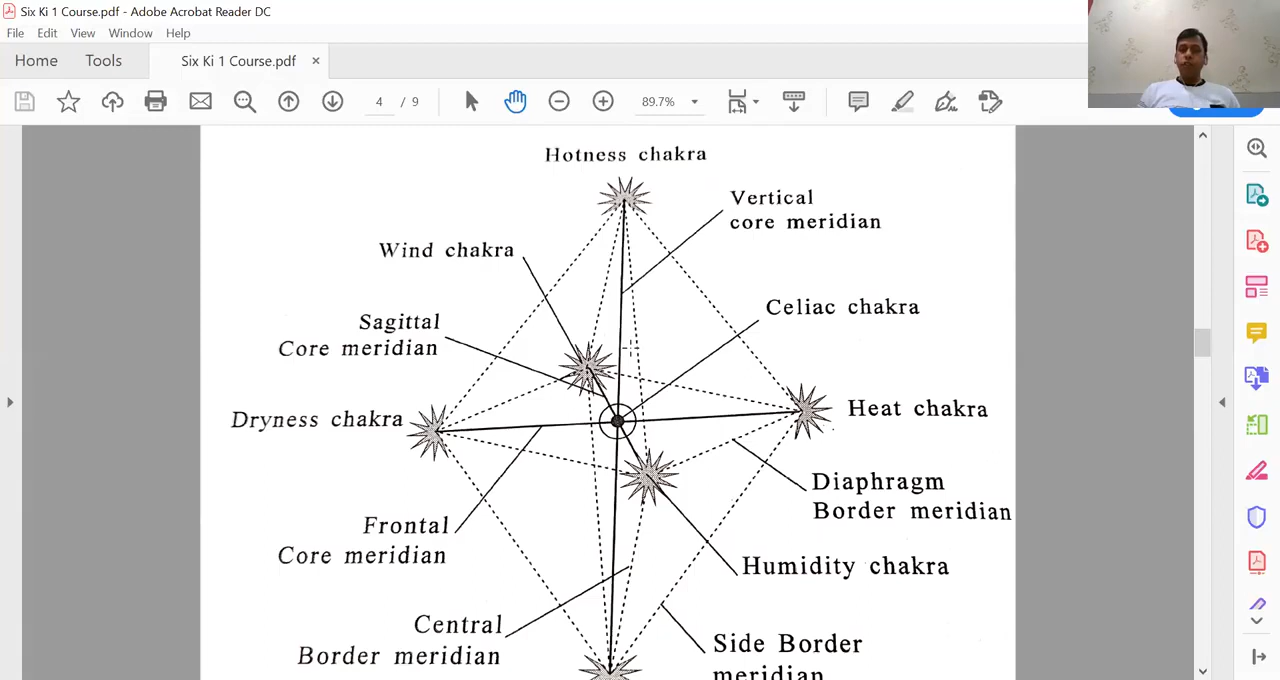 Six Ki 1 Course.pdf - Adobe Acrobat Reader DC
File Edit View Window Help
Home Tools Six Ki 1 Course.pdf ×
4 / 9 89.7%
Hotness chakra
Vertical
core meridian
Wind chakra
Celiac chakra
Sagittal
Core meridian
Dryness chakra
Heat chakra
Diaphragm
Border meridian
Frontal
Core meridian
Humidity chakra
Central
Border meridian
Side Border
meridian